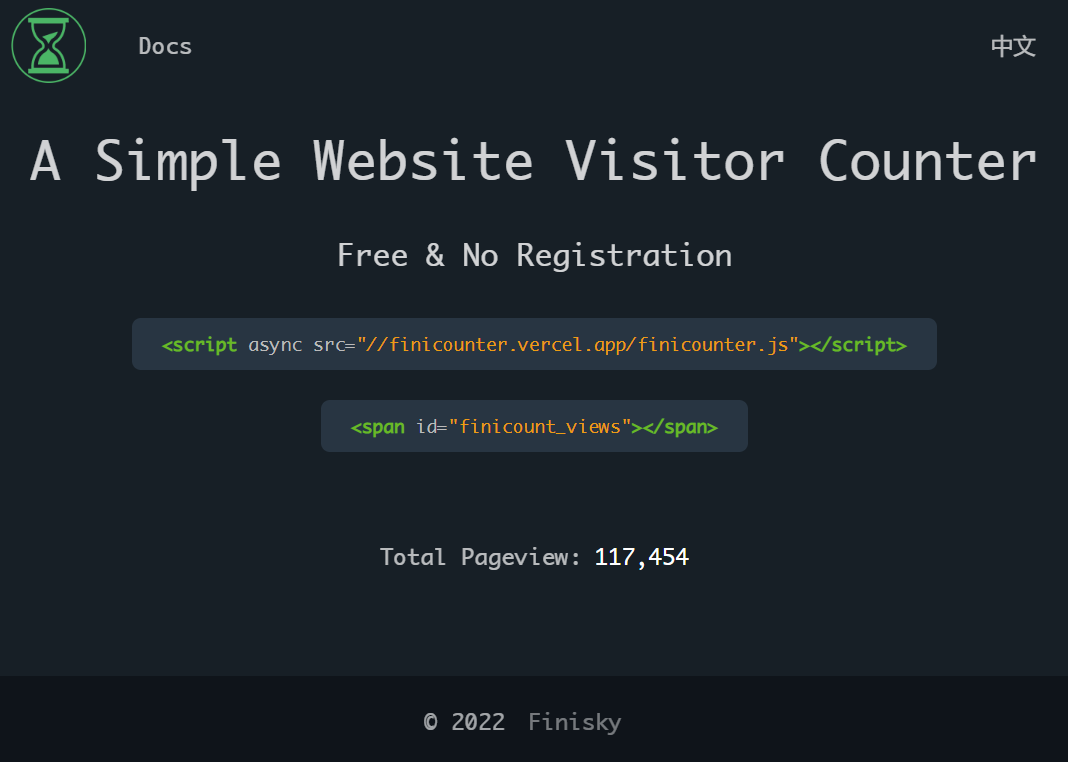 Docs
中文
A Simple Website Visitor Counter
Free & No Registration
<script async src="//finicounter.vercel.app/finicounter.js"></script>
<span id="finicount_views"></span>
Total Pageview: 117,454
© 2022 Finisky